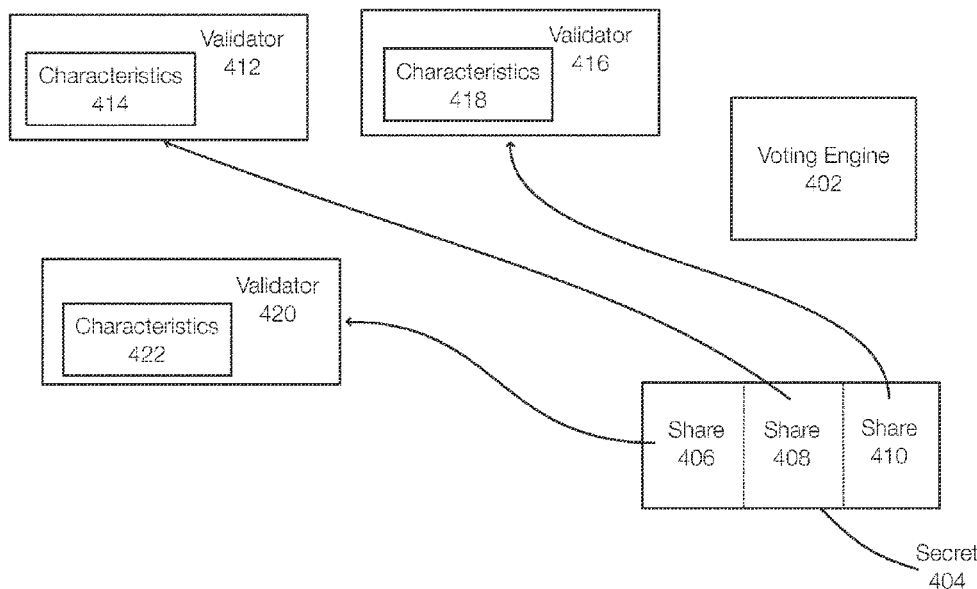 Validator
412
Characteristics
414
Validator
416
Characteristics
418
Voting Engine
402
Validator
420
Characteristics
422
Share
406
Share
408
Share
410
Secret
404